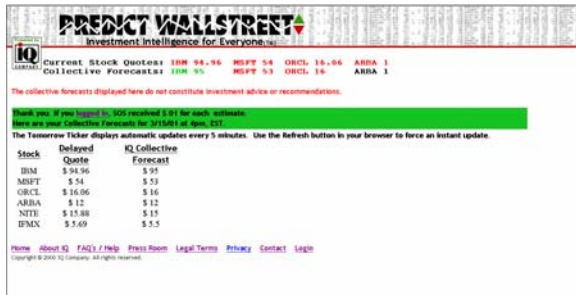 PREDICT WALLSTREET
Investment Intelligence for Everyone
IQ
COMPANY
Current Stock Quotes: IBM 94.96 MSFT 54 ORCL 16.06 ARBA 1
Collective Forecasts: IBM 95 MSFT 53 ORCL 16 ARBA 1
The collective forecasts displayed here do not constitute investment advice or recommendations.
Thank you. If you logged in, SOS received $.01 for each estimate.
Here are your Collective Forecasts for 3/15/01 at 4pm, EST.
The Tomorrow Ticker displays automatic updates every 5 minutes. Use the Refresh button in your browser to force an instant update.
Stock Delayed Quote IQ Collective Forecast
IBM $ 94.96 $ 95
MSFT $ 54 $ 53
ORCL $ 16.06 $ 16
ARBA $ 12 $ 12
NITE $ 15.88 $ 15
IFMX $ 5.69 $ 5.5
Home About IQ FAQ's / Help Press Room Legal Terms Privacy Contact Login
Copyright © 2000 IQ Company. All rights reserved.